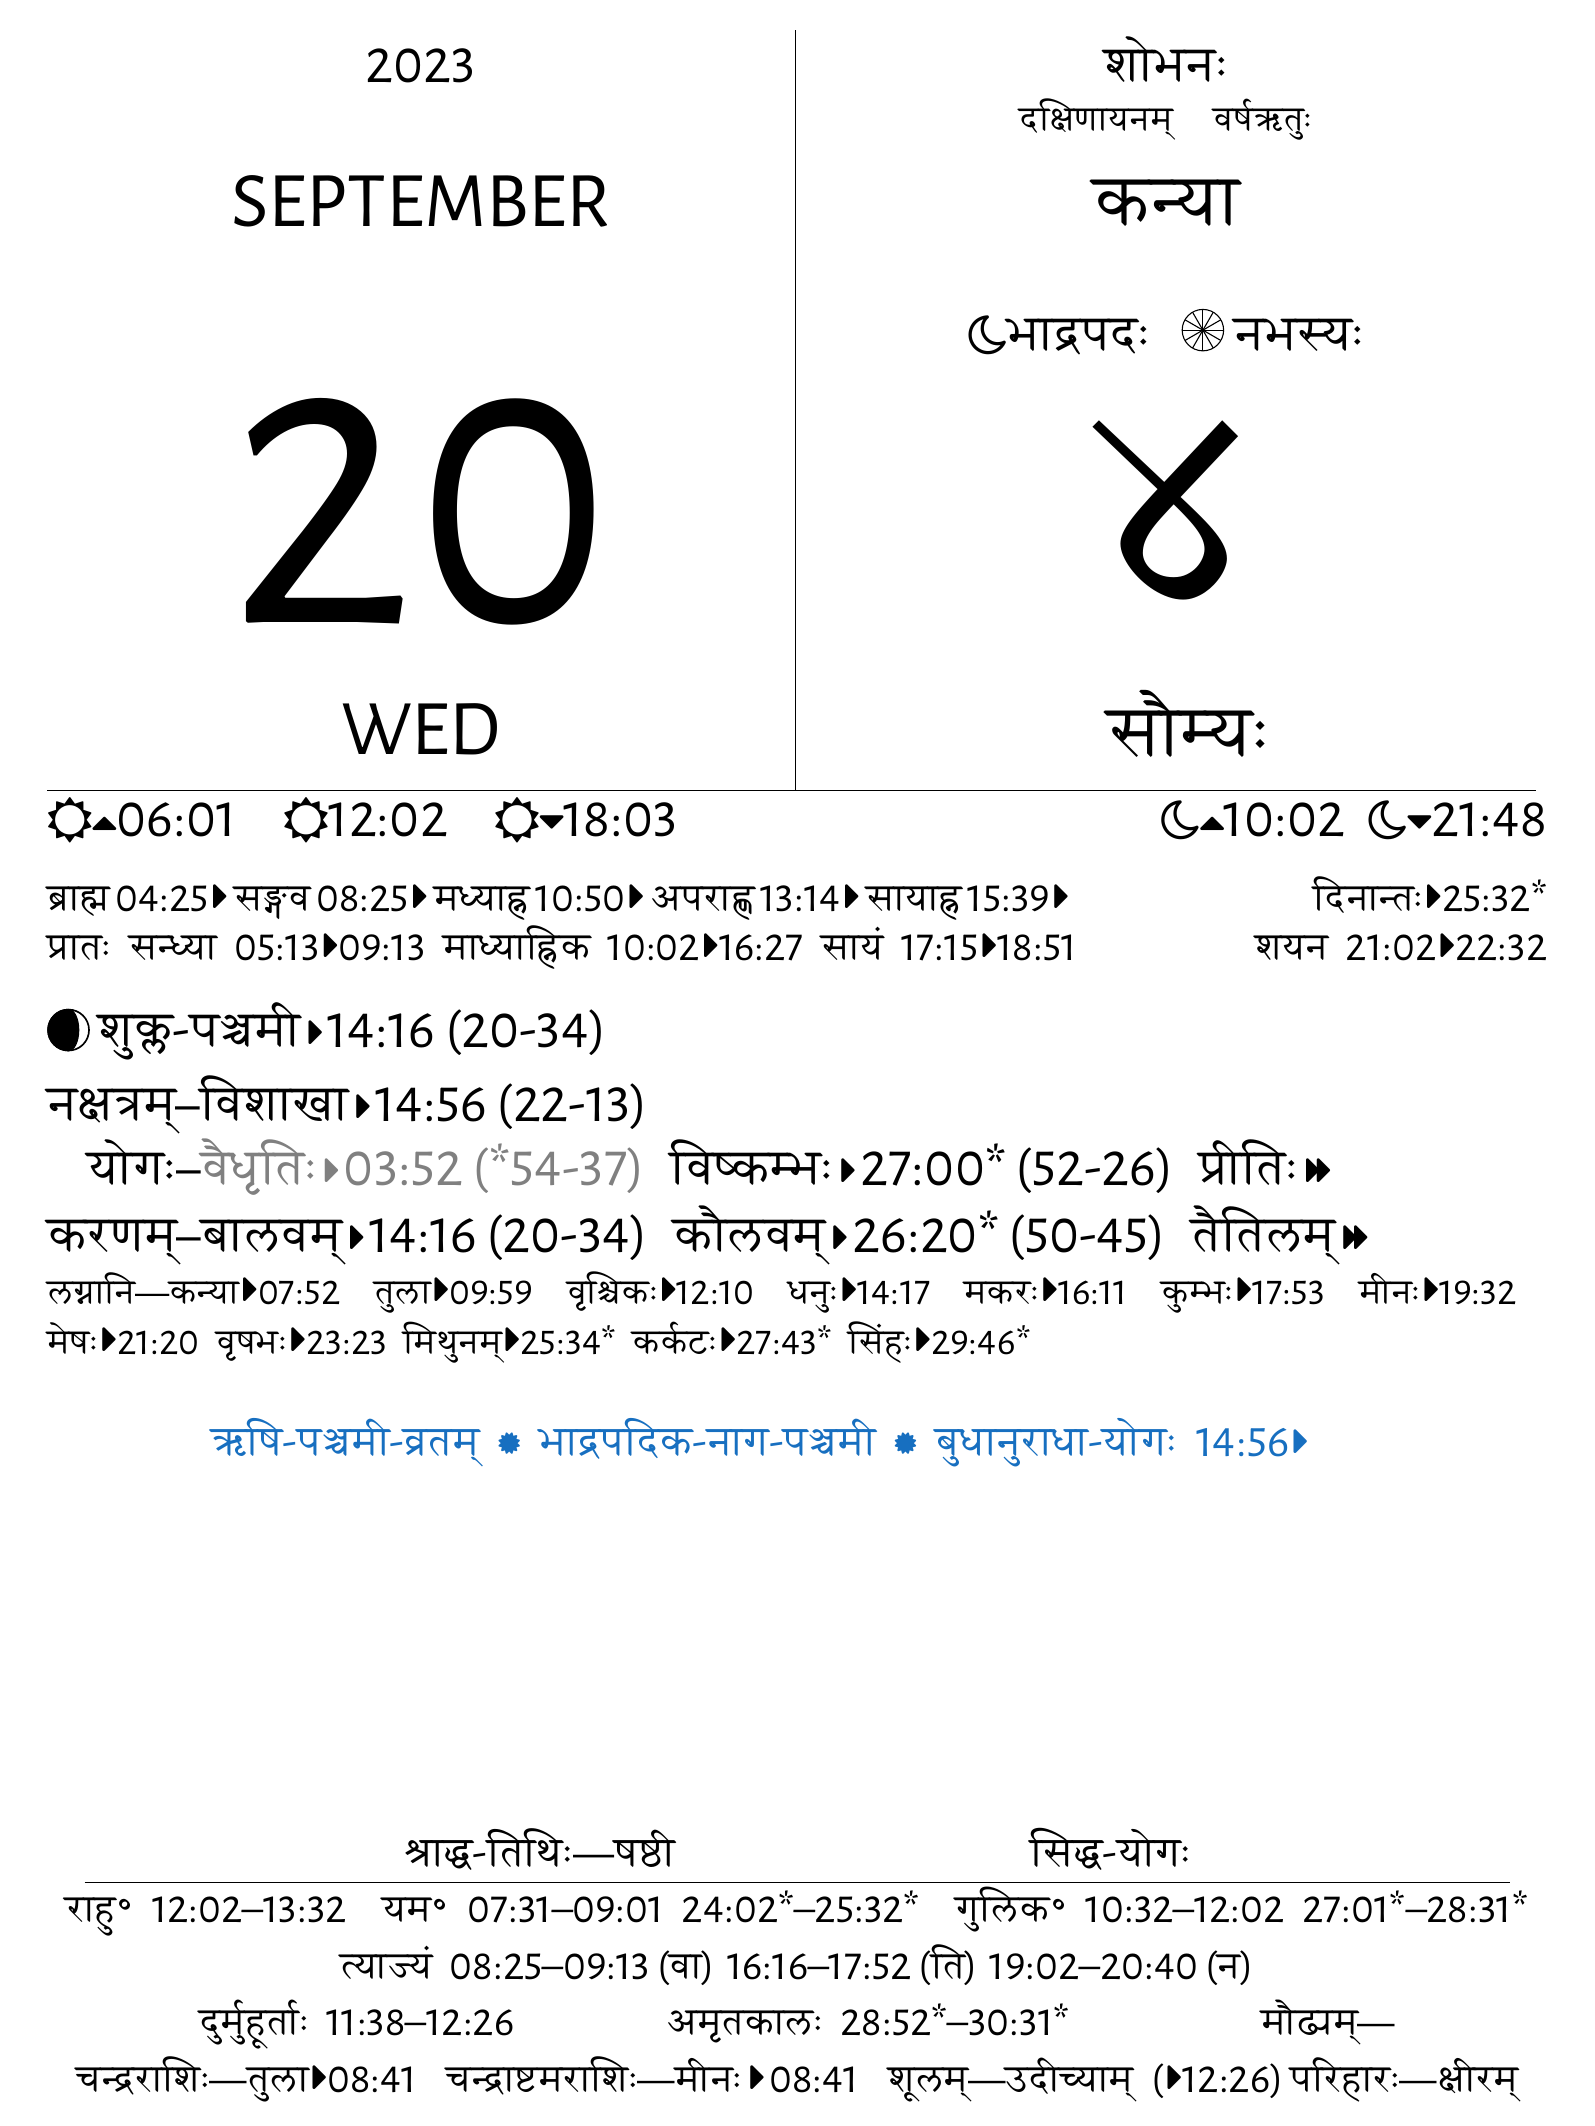 2023
SEPTEMBER
20
WED
शोभनः
दक्षिणायनम् वर्षऋतुः
कन्या
भाद्रपदः नभस्यः
४
सौम्यः
06:01 12:02 18:03 10:02 21:48
ब्राह्म 04:25 सङ्गव 08:25 मध्याह्न 10:50 अपराह्ण 13:14 सायाह्न 15:39 दिनान्तः 25:32*
प्रातः सन्ध्या 05:13 09:13 माध्याह्निक 10:02 16:27 सायं 17:15 18:51 शयन 21:02 22:32
शुक्ल-पञ्चमी 14:16 (20-34)
नक्षत्रम्–विशाखा 14:56 (22-13)
योगः–वैधृतिः 03:52 (*54-37) विष्कम्भः 27:00* (52-26) प्रीतिः
करणम्–बालवम् 14:16 (20-34) कौलवम् 26:20* (50-45) तैतिलम्
लग्नानि—कन्या 07:52 तुला 09:59 वृश्चिकः 12:10 धनुः 14:17 मकरः 16:11 कुम्भः 17:53 मीनः 19:32
मेषः 21:20 वृषभः 23:23 मिथुनम् 25:34* कर्कटः 27:43* सिंहः 29:46*
ऋषि-पञ्चमी-व्रतम् ✹ भाद्रपदिक-नाग-पञ्चमी ✹ बुधानुराधा-योगः 14:56
श्राद्ध-तिथिः—षष्ठी सिद्ध-योगः
राहु॰ 12:02–13:32 यम॰ 07:31–09:01 24:02*–25:32* गुलिक॰ 10:32–12:02 27:01*–28:31*
त्याज्यं 08:25–09:13 (वा) 16:16–17:52 (ति) 19:02–20:40 (न)
दुर्मुहूर्ताः 11:38–12:26 अमृतकालः 28:52*–30:31* मौढ्यम्—
चन्द्रराशिः—तुला 08:41 चन्द्राष्टमराशिः—मीनः 08:41 शूलम्—उदीच्याम् ( 12:26) परिहारः—क्षीरम्